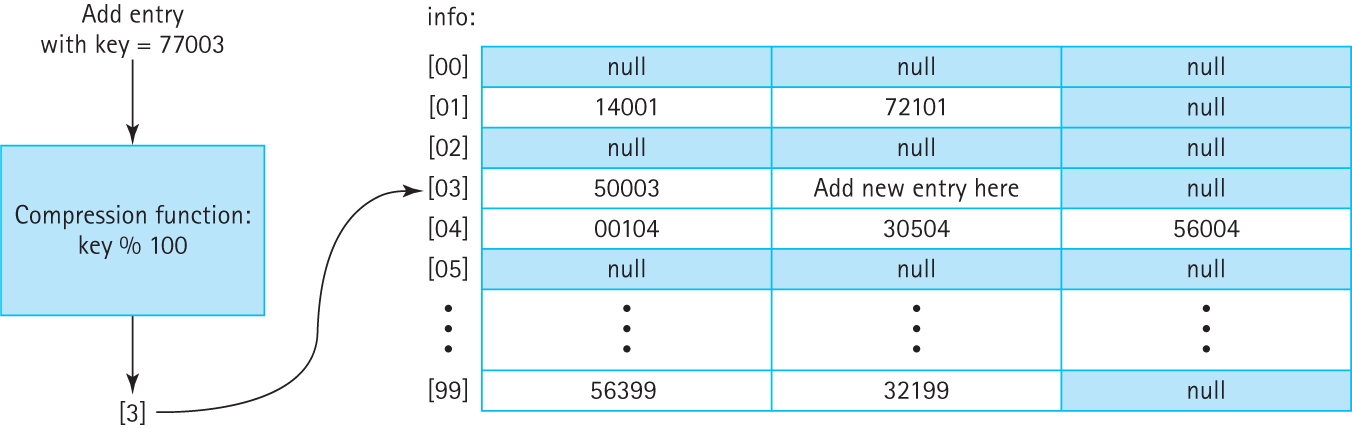 Add entry
with key = 77003
Compression function:
key % 100
[3]
info:
[00] null null null
[01] 14001 72101 null
[02] null null null
[03] 50003 Add new entry here null
[04] 00104 30504 56004
[05] null null null
[99] 56399 32199 null